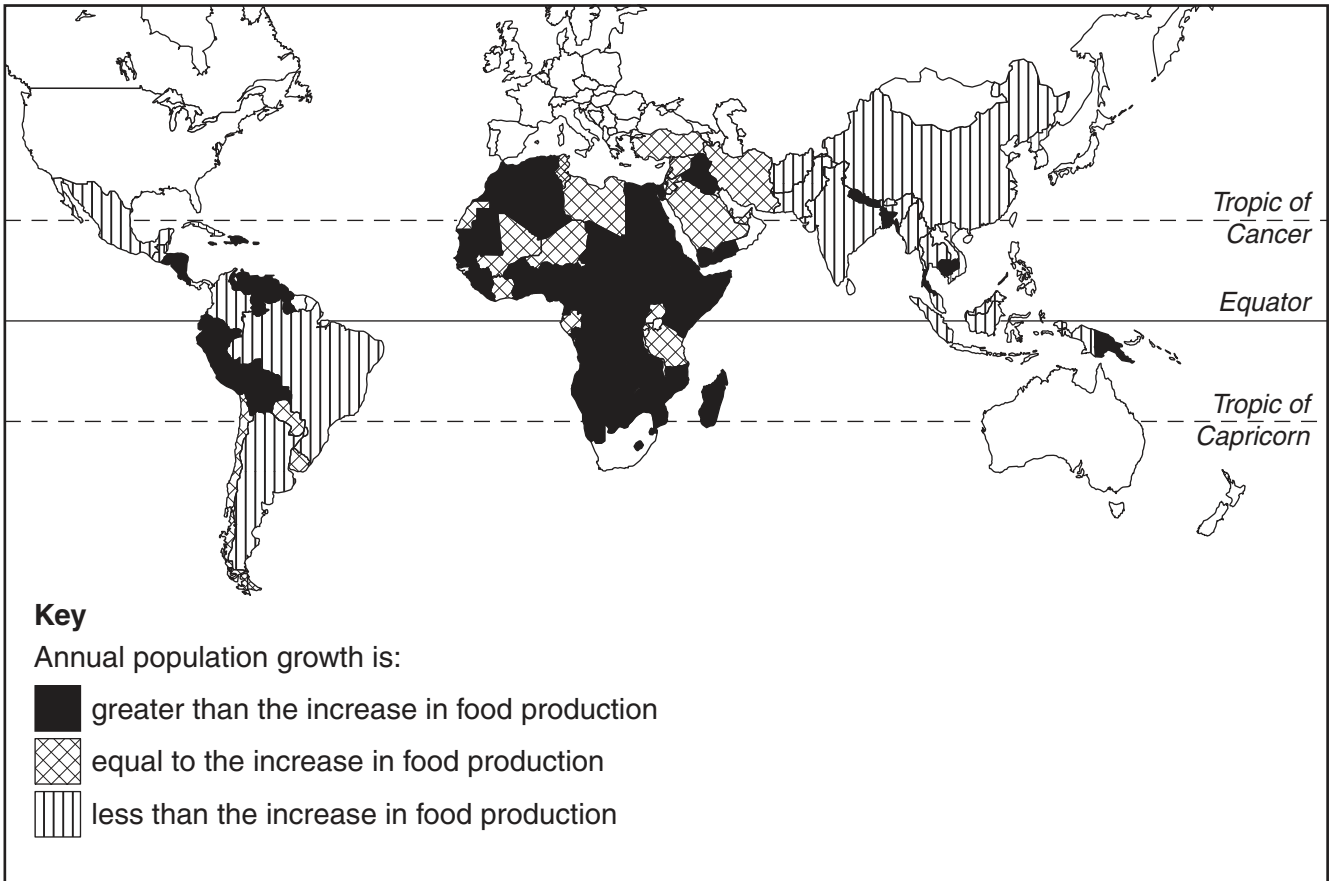 Tropic of
Cancer
Equator
Tropic of
Capricorn
Key
Annual population growth is:
greater than the increase in food production
equal to the increase in food production
less than the increase in food production